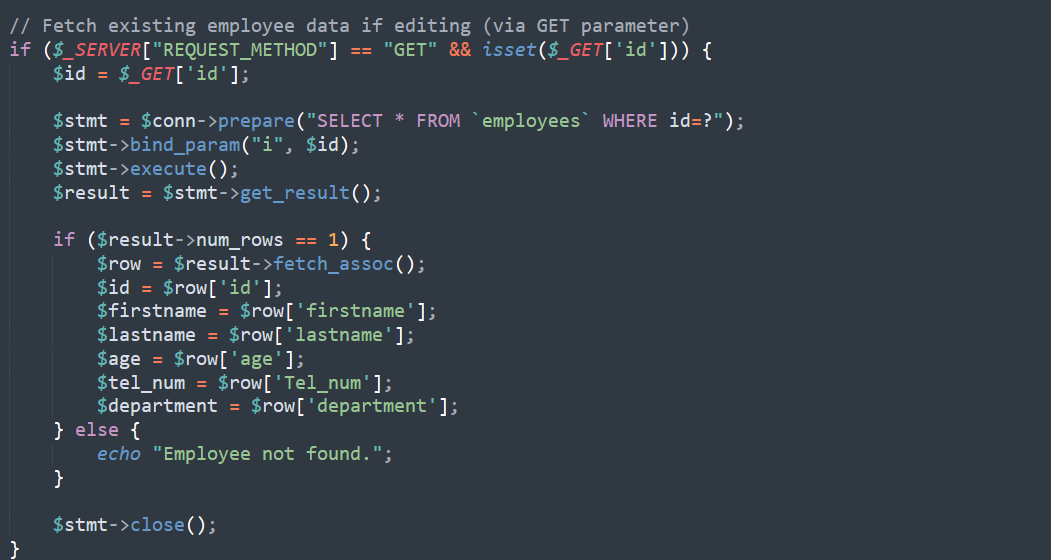 // Fetch existing employee data if editing (via GET parameter)
if ($_SERVER["REQUEST_METHOD"] == "GET" && isset($_GET['id'])) {
    $id = $_GET['id'];

    $stmt = $conn->prepare("SELECT * FROM `employees` WHERE id=?");
    $stmt->bind_param("i", $id);
    $stmt->execute();
    $result = $stmt->get_result();

    if ($result->num_rows == 1) {
        $row = $result->fetch_assoc();
        $id = $row['id'];
        $firstname = $row['firstname'];
        $lastname = $row['lastname'];
        $age = $row['age'];
        $tel_num = $row['Tel_num'];
        $department = $row['department'];
    } else {
        echo "Employee not found.";
    }

    $stmt->close();
}